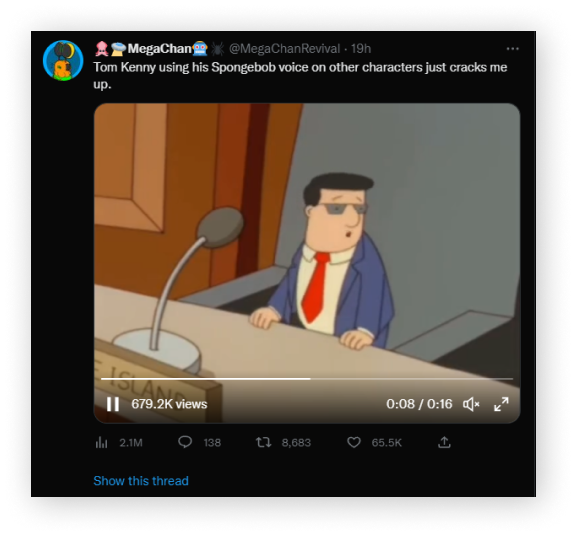 MegaChan @MegaChanRevival · 19h
Tom Kenny using his Spongebob voice on other characters just cracks me
up.
E ISLAND
679.2K views 0:08 / 0:16
2.1M 138 8,683 65.5K
Show this thread